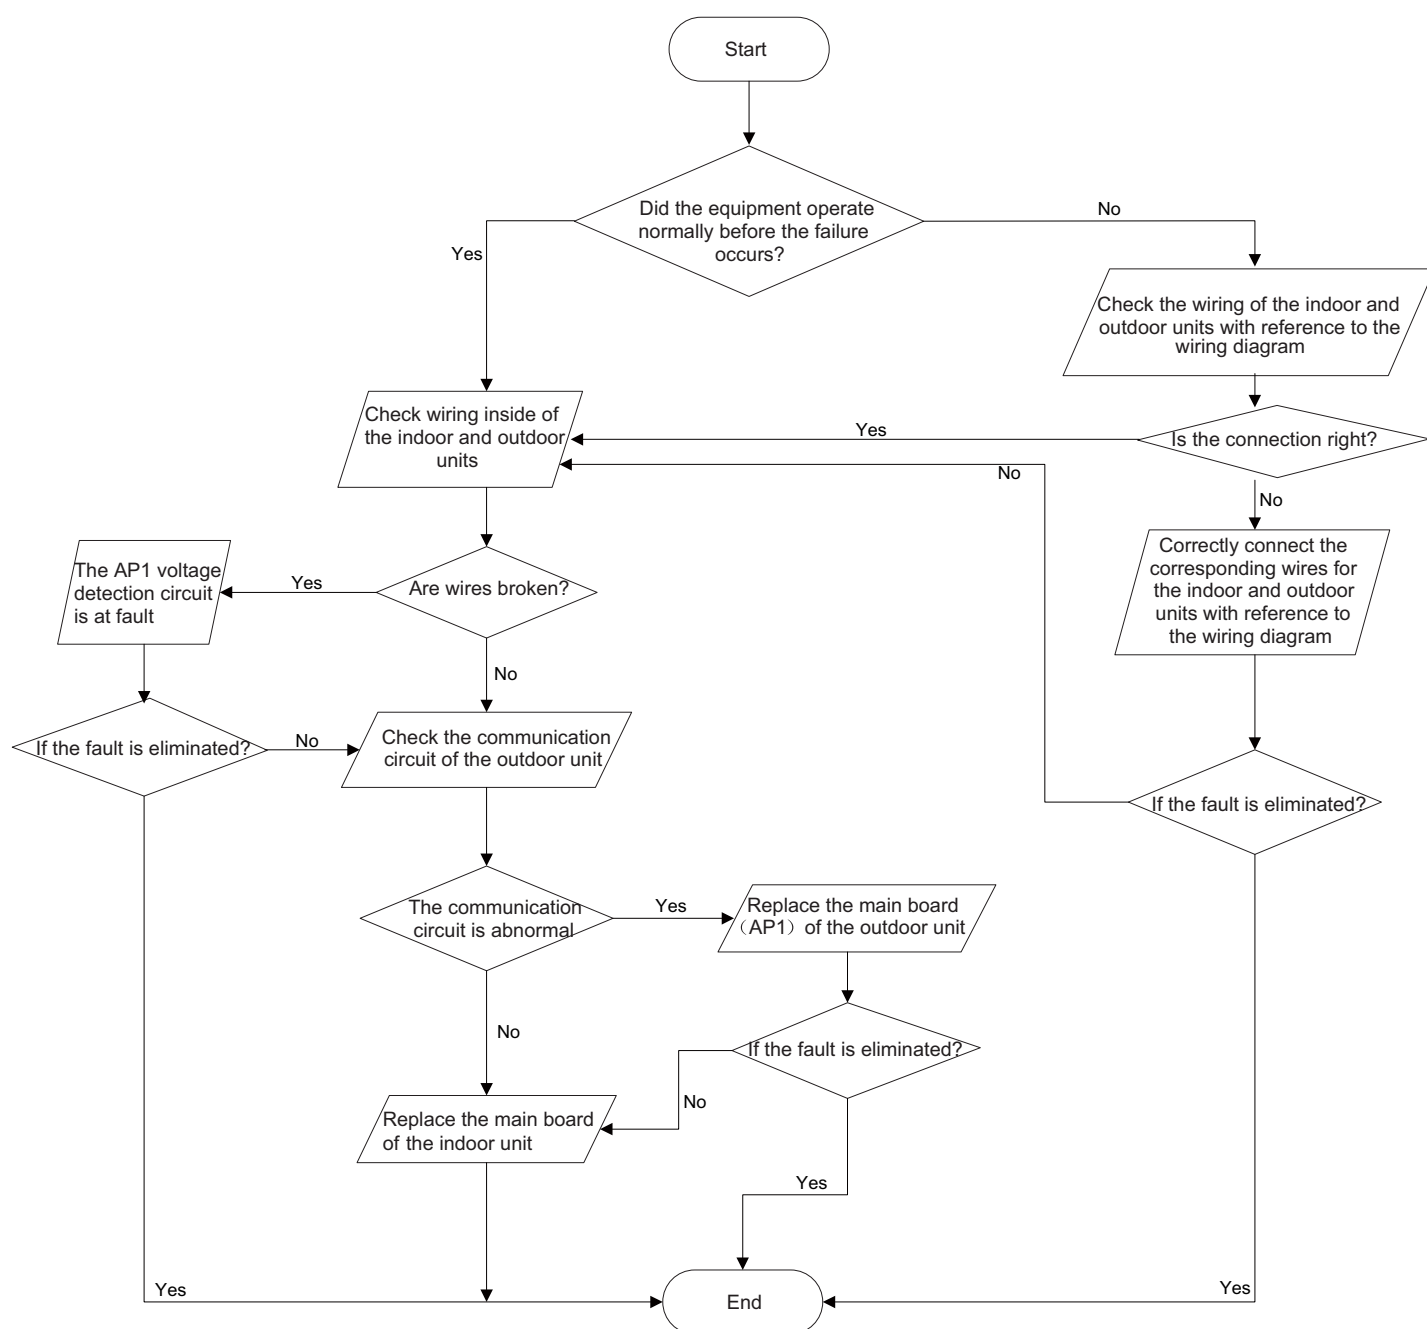 Start
Did the equipment operate
normally before the failure
occurs?
No
Yes
Check the wiring of the indoor and
outdoor units with reference to the
wiring diagram
Check wiring inside of
the indoor and outdoor
units
Yes
Is the connection right?
No
No
Correctly connect the
corresponding wires for
the indoor and outdoor
units with reference to
the wiring diagram
The AP1 voltage
detection circuit
is at fault
Yes
Are wires broken?
No
If the fault is eliminated?
No
Check the communication
circuit of the outdoor unit
If the fault is eliminated?
The communication
circuit is abnormal
Yes
Replace the main board
（AP1）of the outdoor unit
No
If the fault is eliminated?
No
Replace the main board
of the indoor unit
Yes
Yes
End
Yes